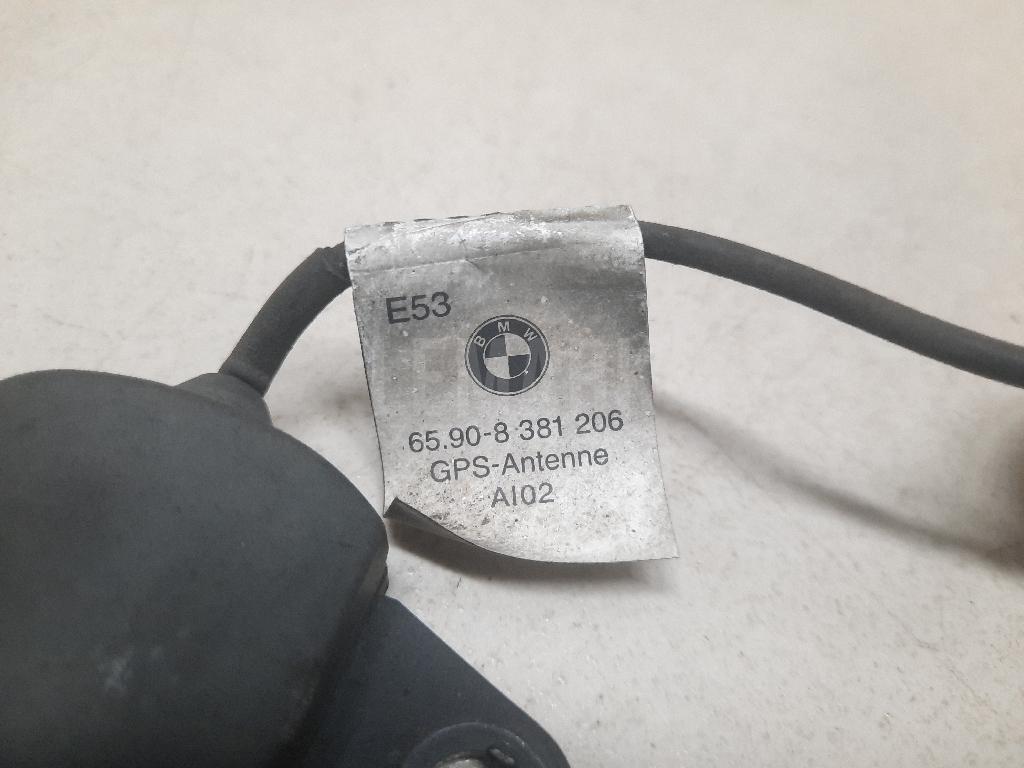 E53
BMW
65.90-8 381 206
GPS-Antenne
AI02